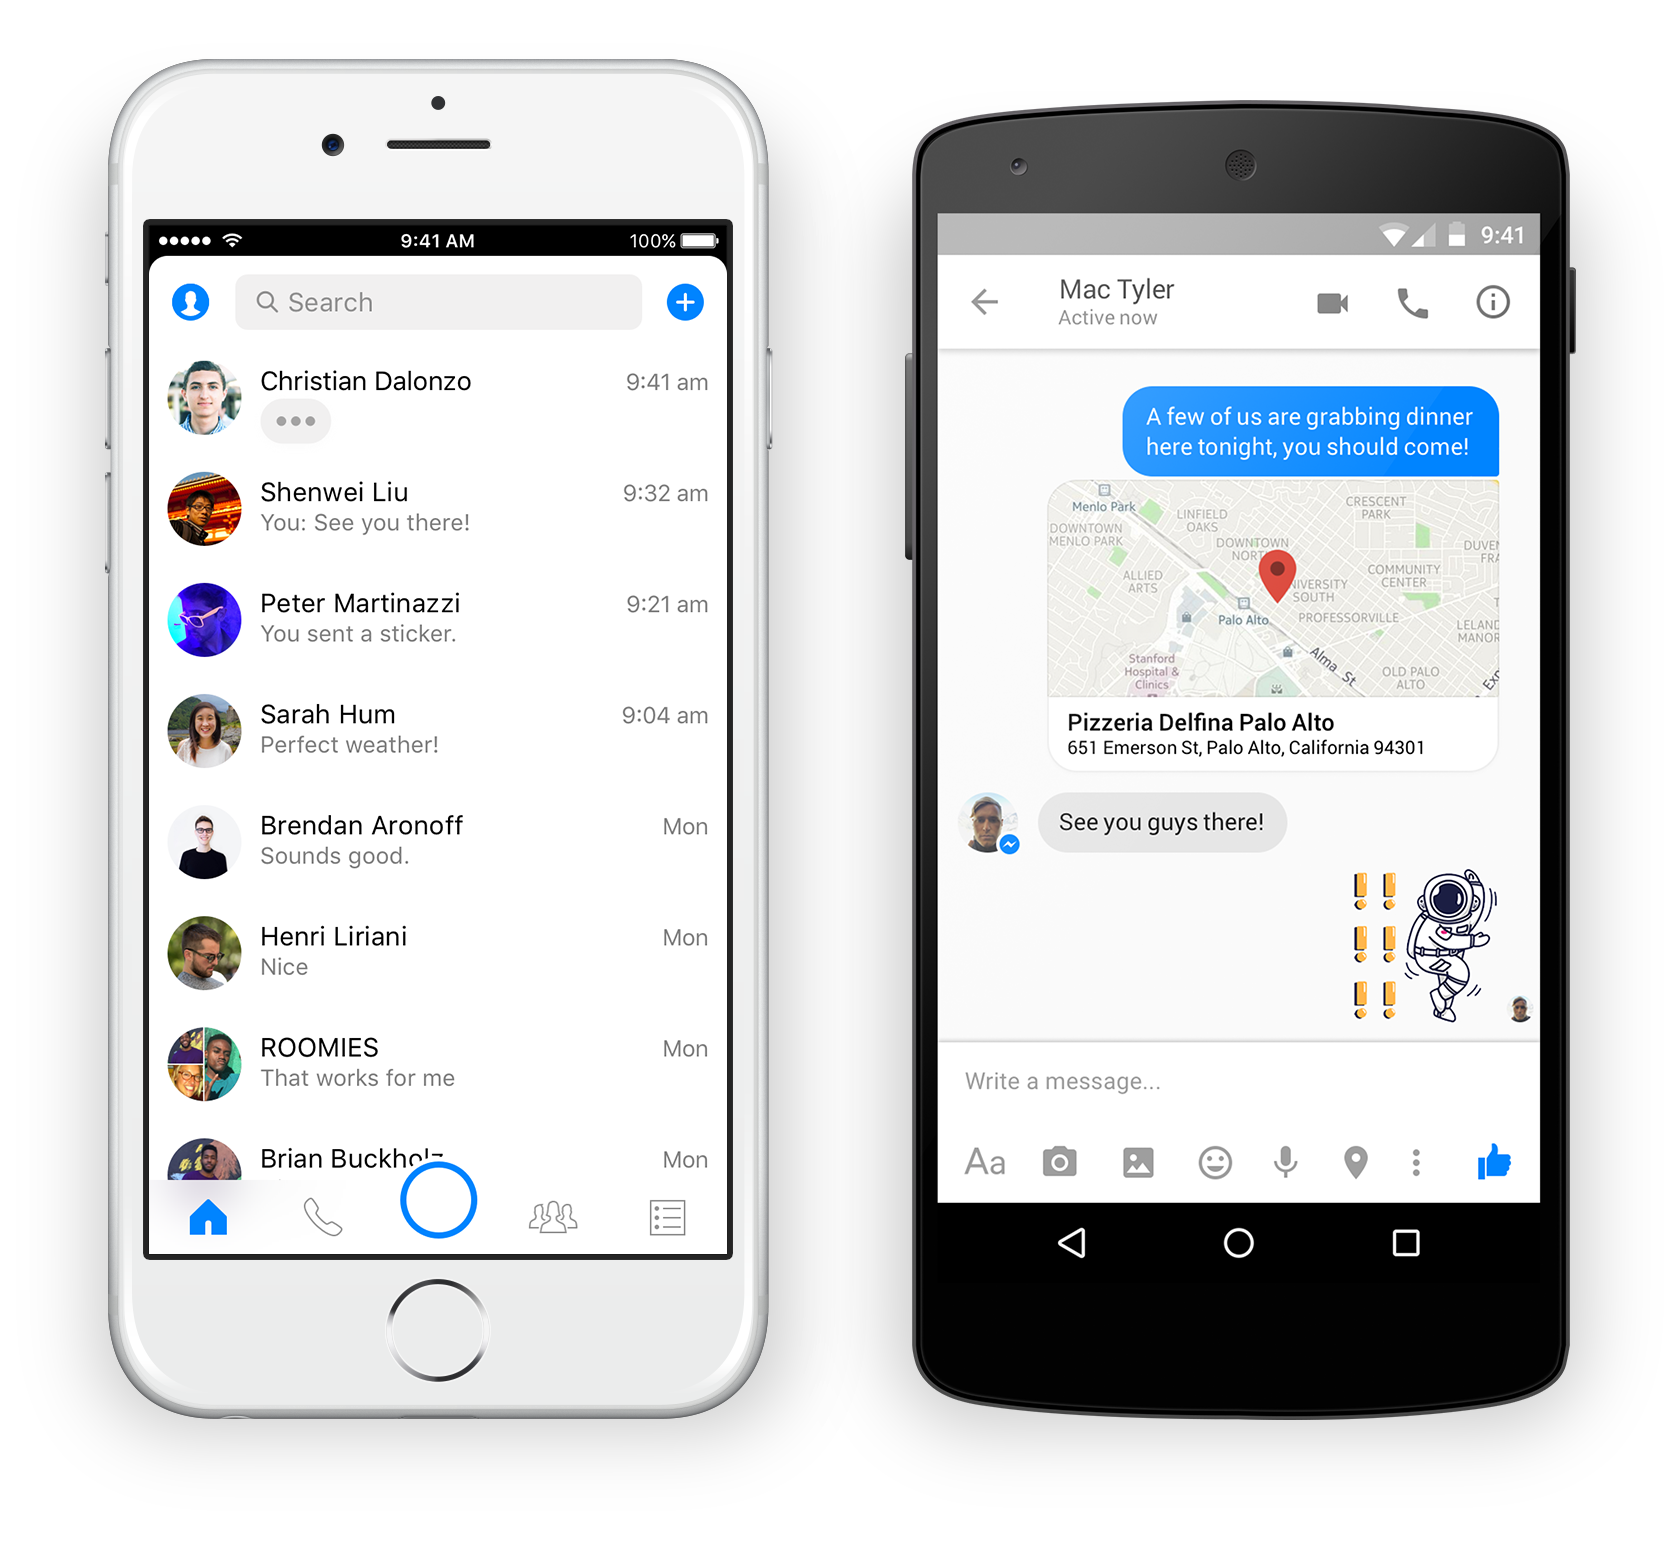 9:41 AM
100%
Search
Christian Dalonzo
9:41 am
Shenwei Liu
9:32 am
You: See you there!
Peter Martinazzi
9:21 am
You sent a sticker.
Sarah Hum
9:04 am
Perfect weather!
Brendan Aronoff
Mon
Sounds good.
Henri Liriani
Mon
Nice
ROOMIES
Mon
That works for me
Brian Buckholz
Mon
9:41
Mac Tyler
Active now
A few of us are grabbing dinner
here tonight, you should come!
Menlo Park
DOWNTOWN
MENLO PARK
LINFIELD
OAKS
CRESCENT
PARK
DOWNTOWN
ALLIED
ARTS
COMMUNITY
CENTER
SOUTH
PROFESSORVILLE
Palo Alto
LELAND
MANOR
Stanford
Hospital &
Clinics
Alma St
OLD PALO
ALTO
Pizzeria Delfina Palo Alto
651 Emerson St, Palo Alto, California 94301
See you guys there!
Write a message...
Aa